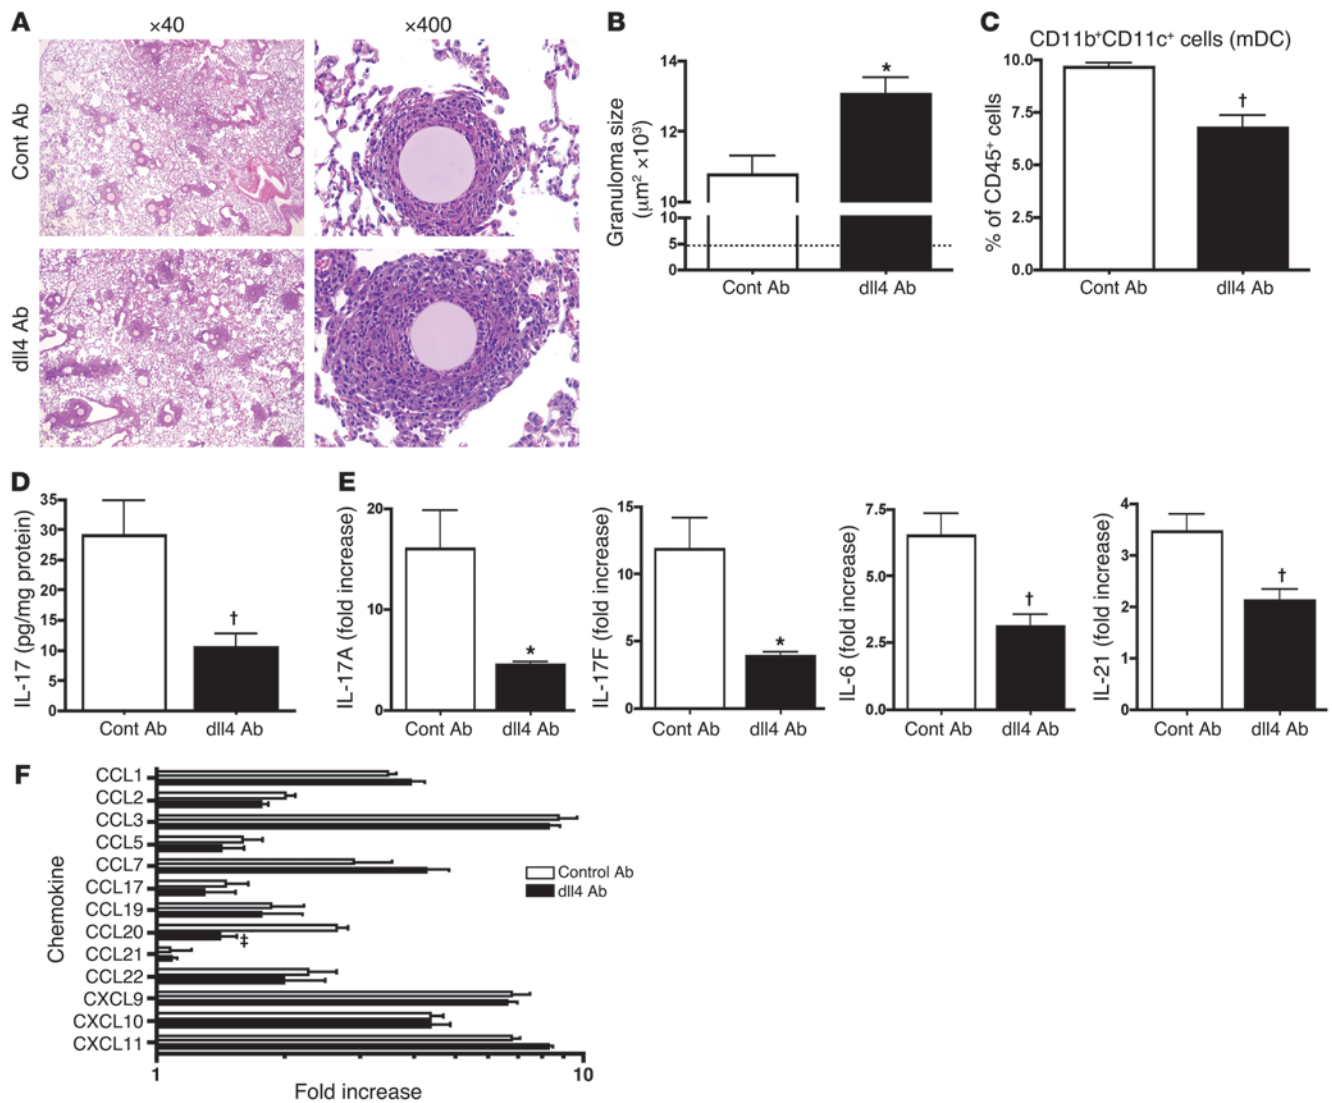 A
×40
×400
Cont Ab
dll4 Ab
B
Granuloma size
(μm² ×10³)
14
12
10
10
5
0
*
Cont Ab
dll4 Ab
C
CD11b⁺CD11c⁺ cells (mDC)
% of CD45⁺ cells
10.0
7.5
5.0
2.5
0.0
†
Cont Ab
dll4 Ab
D
IL-17 (pg/mg protein)
35
30
25
20
15
10
5
0
†
Cont Ab
dll4 Ab
E
IL-17A (fold increase)
20
10
0
*
Cont Ab
dll4 Ab
IL-17F (fold increase)
15
10
5
0
*
Cont Ab
dll4 Ab
IL-6 (fold increase)
7.5
5.0
2.5
0.0
†
Cont Ab
dll4 Ab
IL-21 (fold increase)
4
3
2
1
0
†
Cont Ab
dll4 Ab
F
Chemokine
CCL1
CCL2
CCL3
CCL5
CCL7
CCL17
CCL19
CCL20
‡
CCL21
CCL22
CXCL9
CXCL10
CXCL11
Control Ab
dll4 Ab
1
10
Fold increase